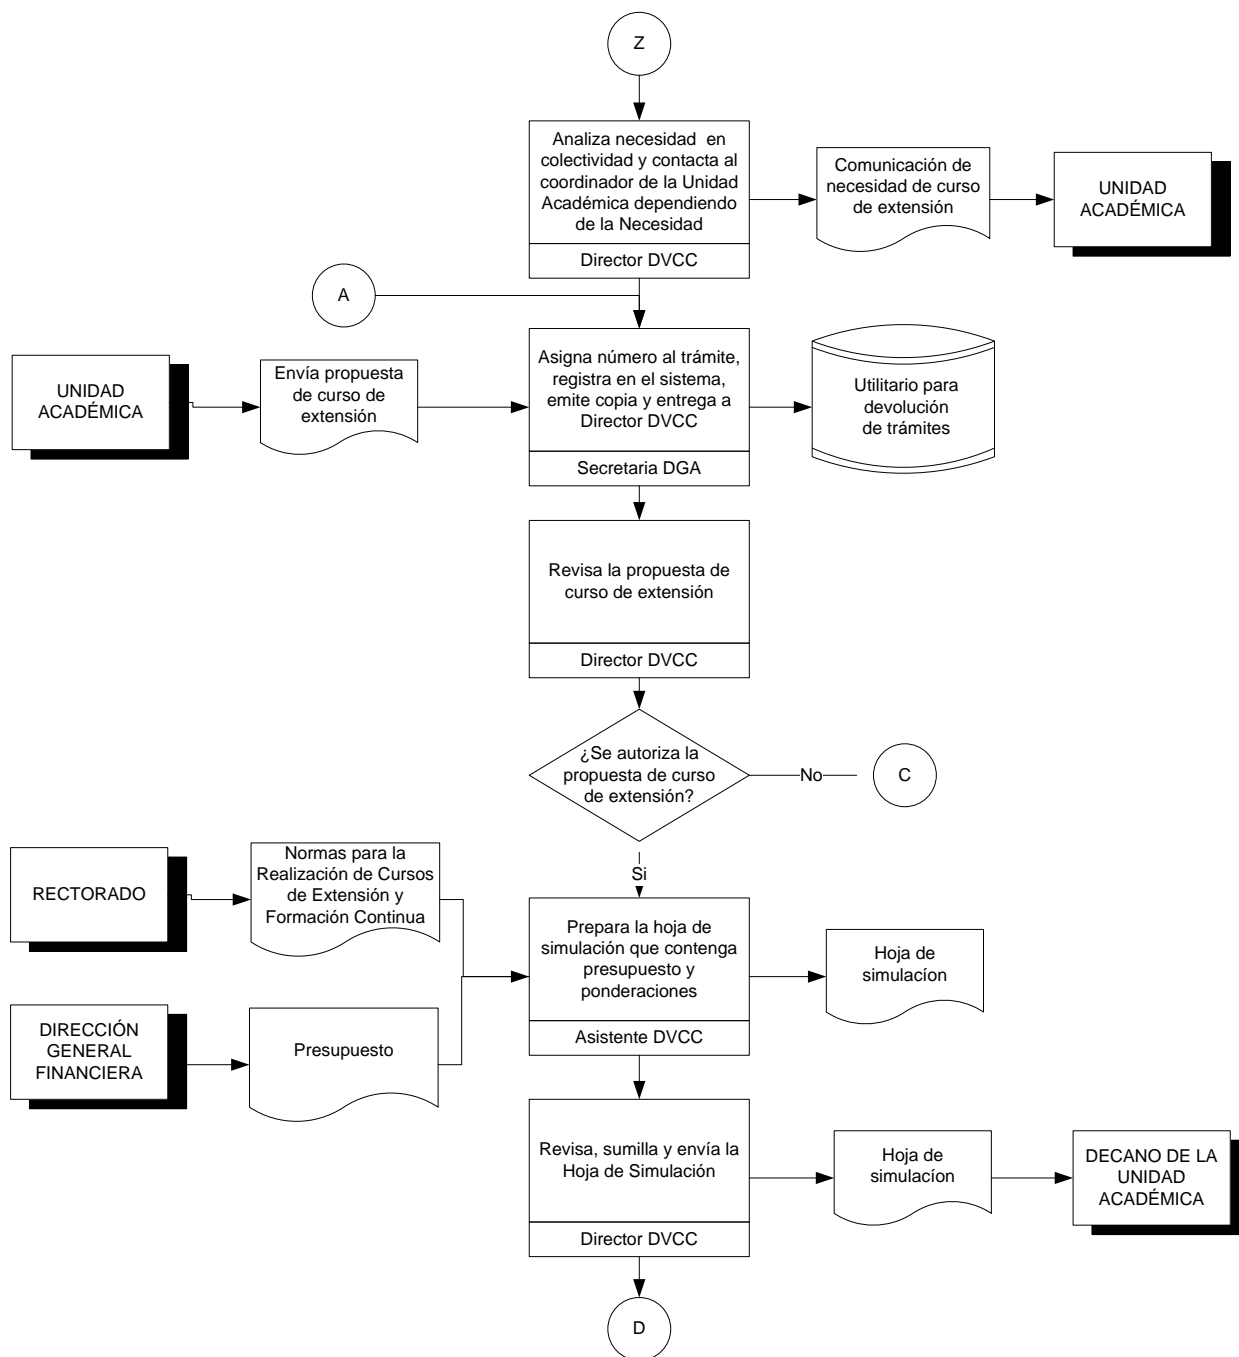 Z
Analiza necesidad en
colectividad y contacta al
coordinador de la Unidad
Académica dependiendo
de la Necesidad
Director DVCC
Comunicación de
necesidad de curso
de extensión
UNIDAD
ACADÉMICA
A
UNIDAD
ACADÉMICA
Envía propuesta
de curso de
extensión
Asigna número al trámite,
registra en el sistema,
emite copia y entrega a
Director DVCC
Secretaria DGA
Utilitario para
devolución
de trámites
Revisa la propuesta de
curso de extensión
Director DVCC
¿Se autoriza la
propuesta de curso
de extensión?
No
C
Si
RECTORADO
Normas para la
Realización de Cursos
de Extensión y
Formación Continua
Prepara la hoja de
simulación que contenga
presupuesto y
ponderaciones
Asistente DVCC
Hoja de
simulacíon
DIRECCIÓN
GENERAL
FINANCIERA
Presupuesto
Revisa, sumilla y envía la
Hoja de Simulación
Director DVCC
Hoja de
simulacíon
DECANO DE LA
UNIDAD
ACADÉMICA
D